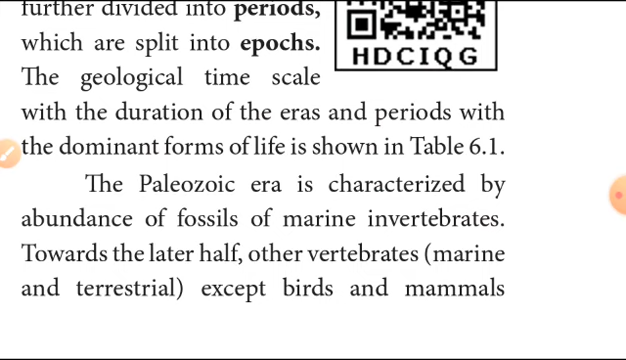 further divided into periods,
which are split into epochs.
HDCIQG
The geological time scale
with the duration of the eras and periods with
the dominant forms of life is shown in Table 6.1.
The Paleozoic era is characterized by
abundance of fossils of marine invertebrates.
Towards the later half, other vertebrates (marine
and terrestrial) except birds and mammals